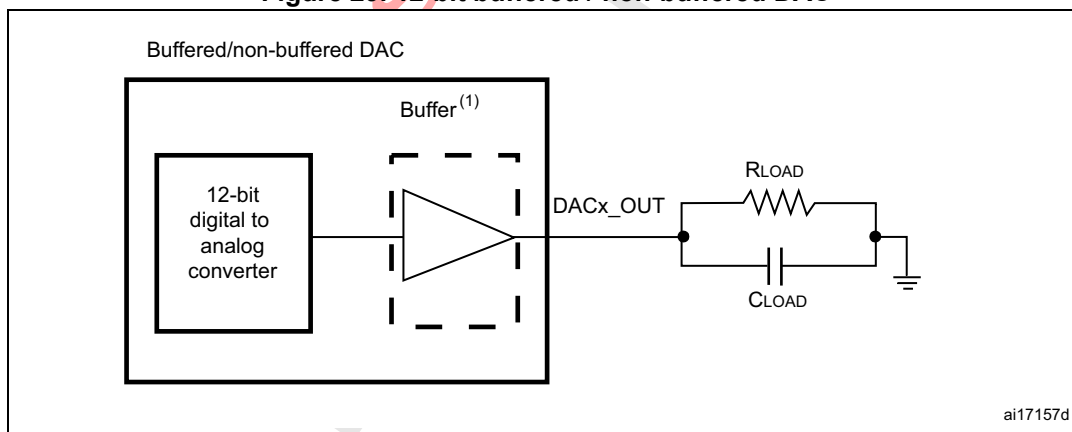 Buffered/non-buffered DAC
Buffer(1)
12-bit
digital to
analog
converter
DACx_OUT
RLOAD
CLOAD
ai17157d